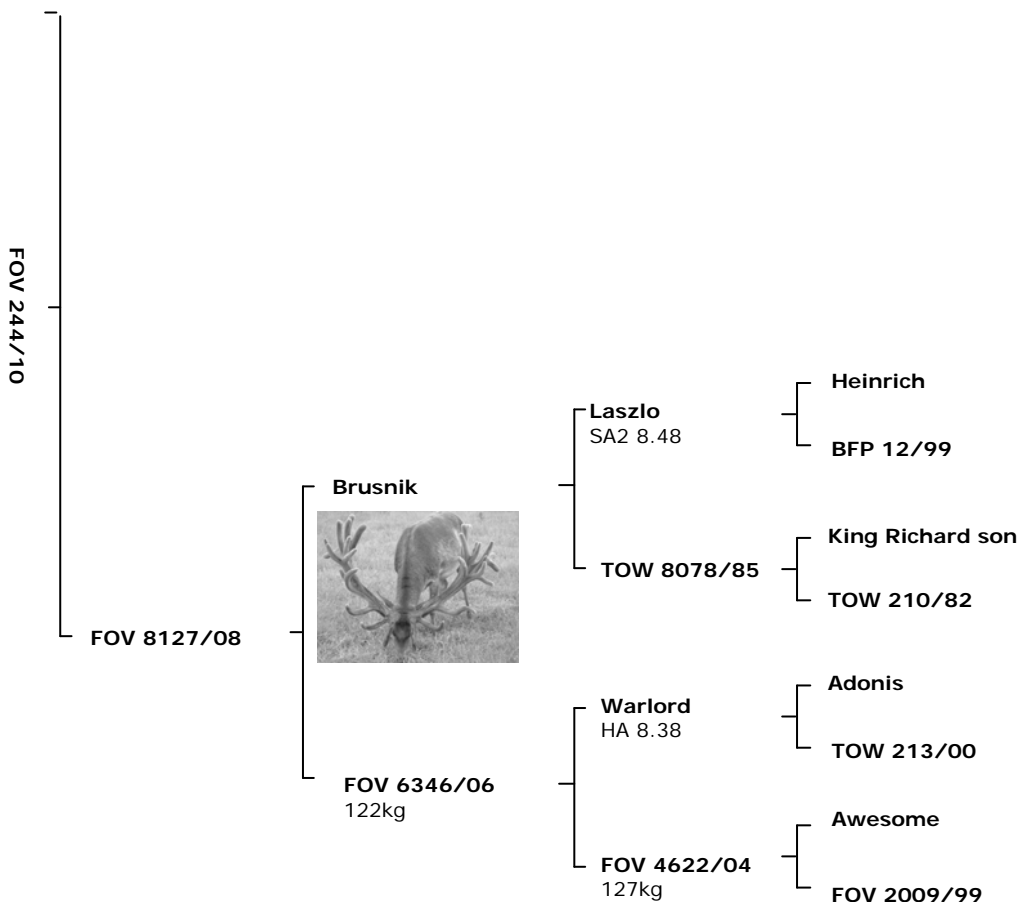 FOV 244/10
FOV 8127/08
Brusnik
FOV 6346/06
122kg
Laszlo
SA2 8.48
TOW 8078/85
Warlord
HA 8.38
FOV 4622/04
127kg
Heinrich
BFP 12/99
King Richard son
TOW 210/82
Adonis
TOW 213/00
Awesome
FOV 2009/99